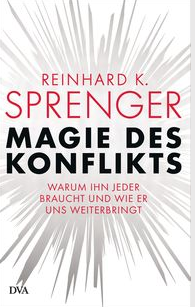 REINHARD K.
SPRENGER
MAGIE DES
KONFLIKTS
WARUM IHN JEDER
BRAUCHT UND WIE ER
UNS WEITERBRINGT
DVA